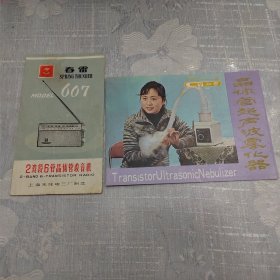 春雷
SPRING THUNDER
MODEL 607
2波段6管晶体管收音机
2-BAND 6-TRANSISTOR RADIO
上海无线电三厂制造
晶体管超声波雾化器
Transistor Ultrasonic Nebulizer